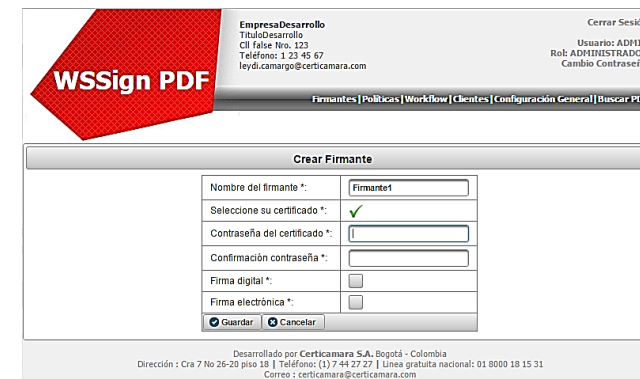 EmpresaDesarrollo
TituloDesarrollo
Cll false Nro. 123
Teléfono: 1 23 45 67
leydi.camargo@certicamara.com
Cerrar Sesió
Usuario: ADMI
Rol: ADMINISTRADO
Cambio Contraseñ
WSSign PDF
Firmantes|Políticas|Workflow|Clientes|Configuración General|Buscar PD
Crear Firmante
Nombre del firmante *: Firmante1
Seleccione su certificado *:
Contraseña del certificado *:
Confirmación contraseña *:
Firma digital *:
Firma electrónica *:
Guardar Cancelar
Desarrollado por Certicamara S.A. Bogotá - Colombia
Dirección : Cra 7 No 26-20 piso 18 | Teléfono: (1) 7 44 27 27 | Linea gratuita nacional: 01 8000 18 15 31
Correo : certicamara@certicamara.com